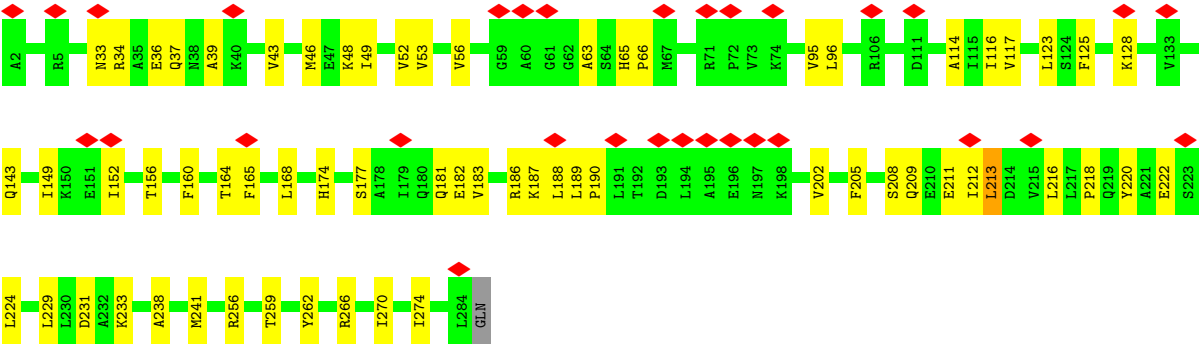 A2 R5 N33 R34 A35 E36 Q37 N38 A39 K40 V43 M46 E47 K48 I49 V52 V53 V56 G59 A60 G61 G62 A63 S64 H65 P66 M67 R71 P72 V73 K74 V95 L96 R106 D111 A114 I115 I116 V117 L123 S124 F125 K128 V133
Q143 I149 K150 E151 I152 T156 F160 T164 F165 L168 H174 S177 A178 I179 Q180 Q181 E182 V183 R186 K187 L188 L189 P190 L191 T192 D193 L194 A195 E196 N197 K198 V202 F205 S208 Q209 E210 E211 I212 L213 D214 V215 L216 L217 P218 Q219 Y220 A221 E222 S223
L224 L229 L230 D231 A232 K233 A238 M241 R256 T259 Y262 R266 I270 I274 L284 GLN